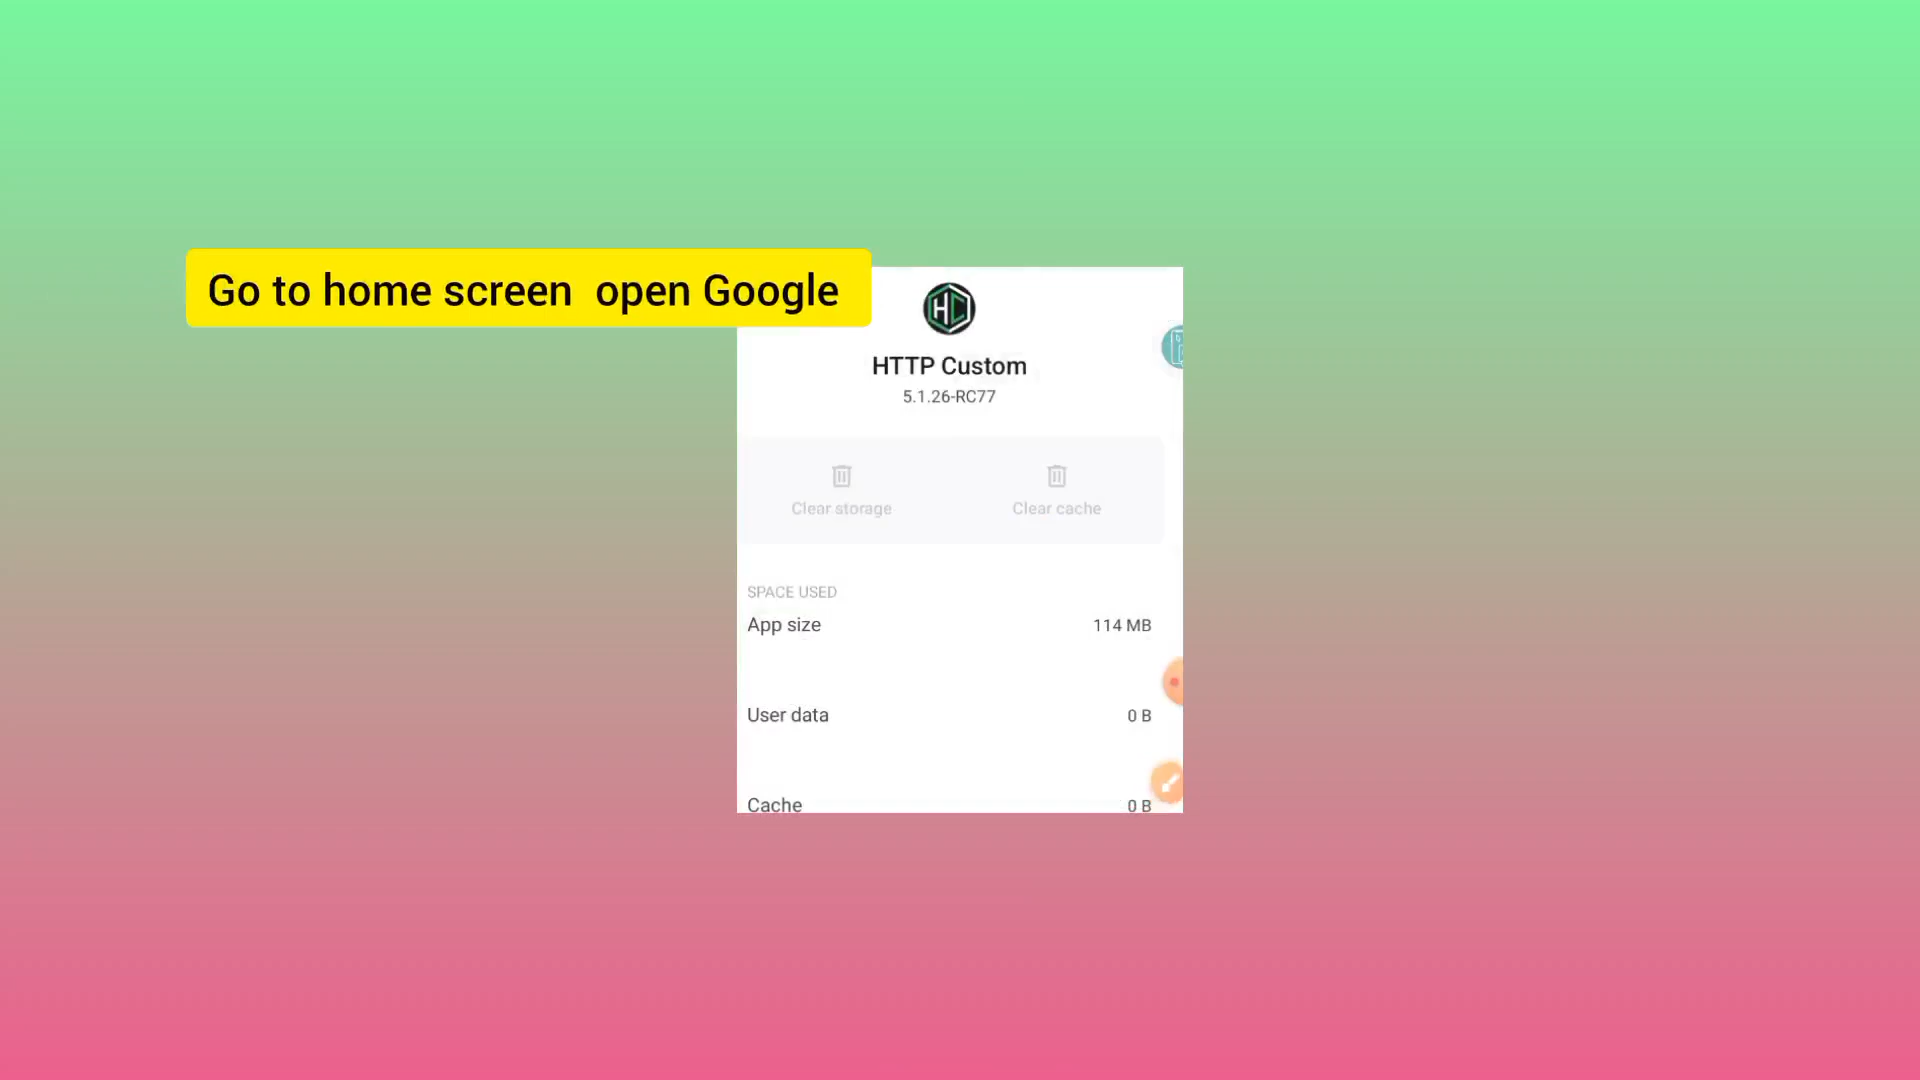 Go to home screen  open Google
HC
HTTP Custom
5.1.26-RC77
Clear storage
Clear cache
SPACE USED
App size
114 MB
User data
0 B
Cache
0 B